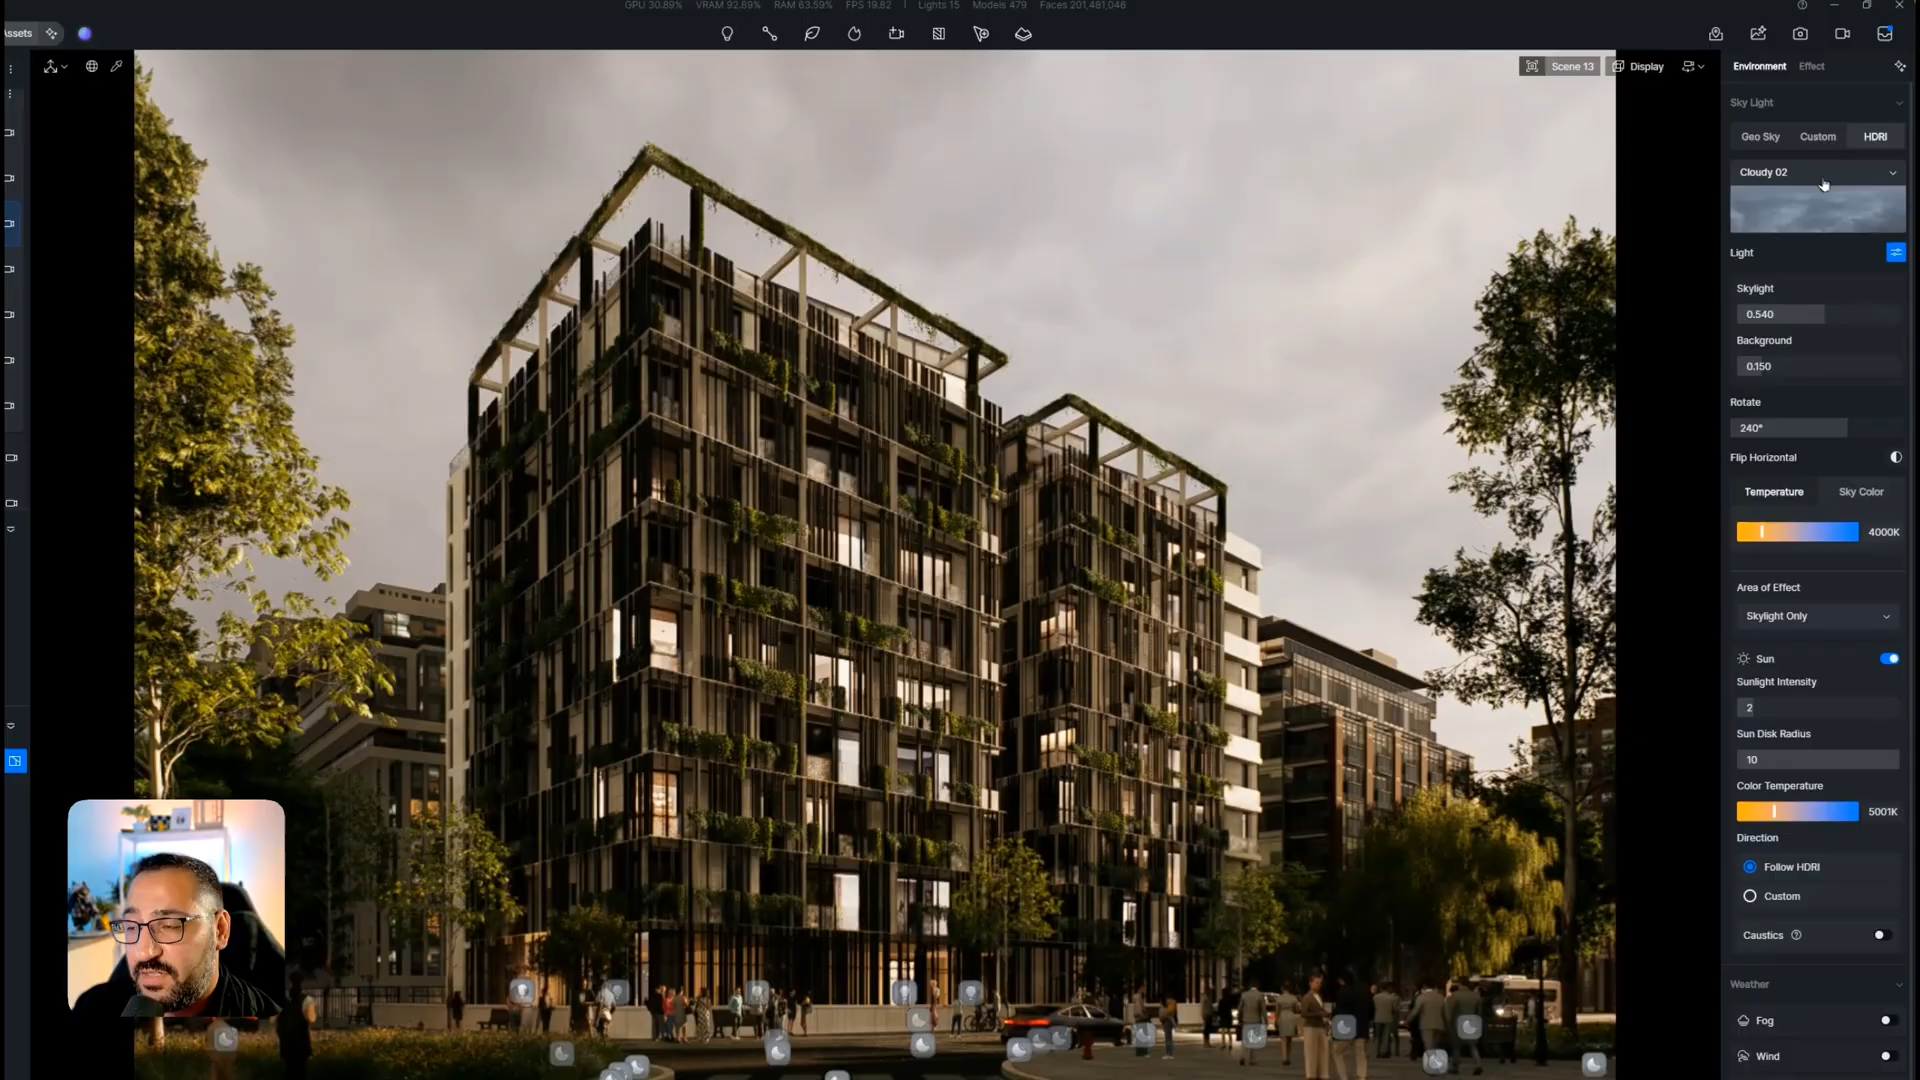 GPU 30.89% VRAM 92.89% RAM 63.59% FPS 19.82 | Lights 15 Models 479 Faces 201,481,046
Assets
Scene 13
Display
Environment Effect
Sky Light
Geo Sky Custom HDRI
Cloudy 02
Light
Skylight
0.540
Background
0.150
Rotate
240°
Flip Horizontal
Temperature Sky Color
4000K
Area of Effect
Skylight Only
Sun
Sunlight Intensity
2
Sun Disk Radius
10
Color Temperature
5001K
Direction
Follow HDRI
Custom
Caustics
Weather
Fog
Wind